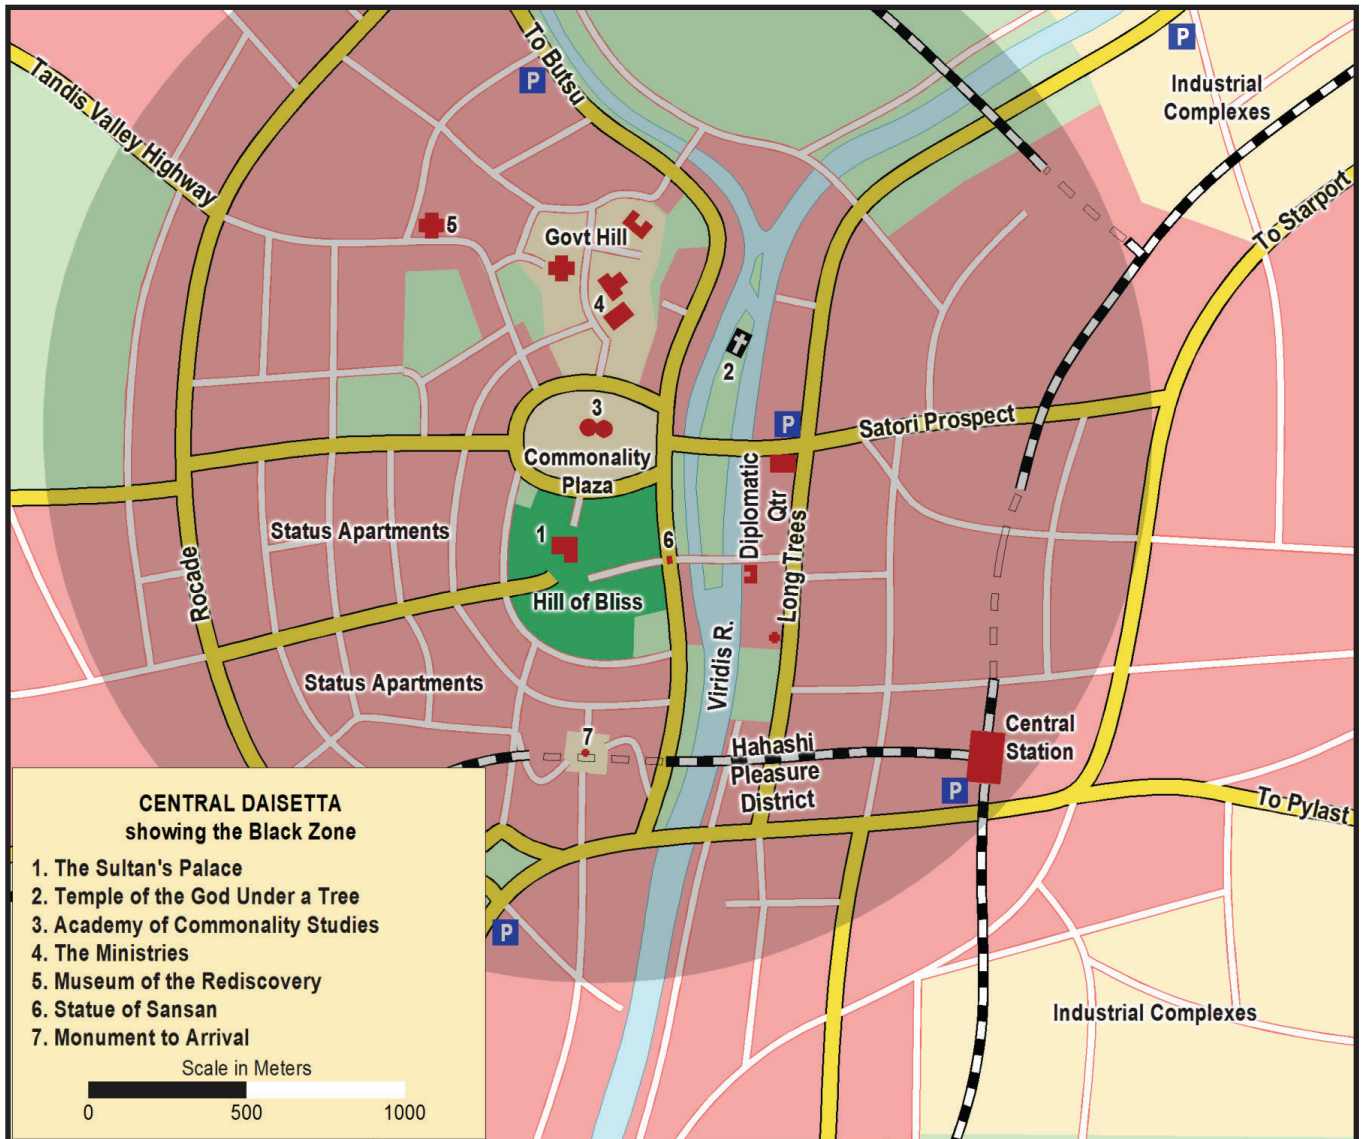 To Butsu
P
P
Industrial
Complexes
Tandis Valley Highway
To Starport
5
Govt Hill
4
2
3
P
Satori Prospect
Commonality
Plaza
Diplomatic
Qtr
Status Apartments
1
6
Long Trees
Rocade
Hill of Bliss
Viridis R.
Status Apartments
7
Hahashi
Pleasure
District
Central
Station
P
To Pylast
P
Industrial Complexes
CENTRAL DAISETTA
showing the Black Zone
1. The Sultan's Palace
2. Temple of the God Under a Tree
3. Academy of Commonality Studies
4. The Ministries
5. Museum of the Rediscovery
6. Statue of Sansan
7. Monument to Arrival
Scale in Meters
0 500 1000